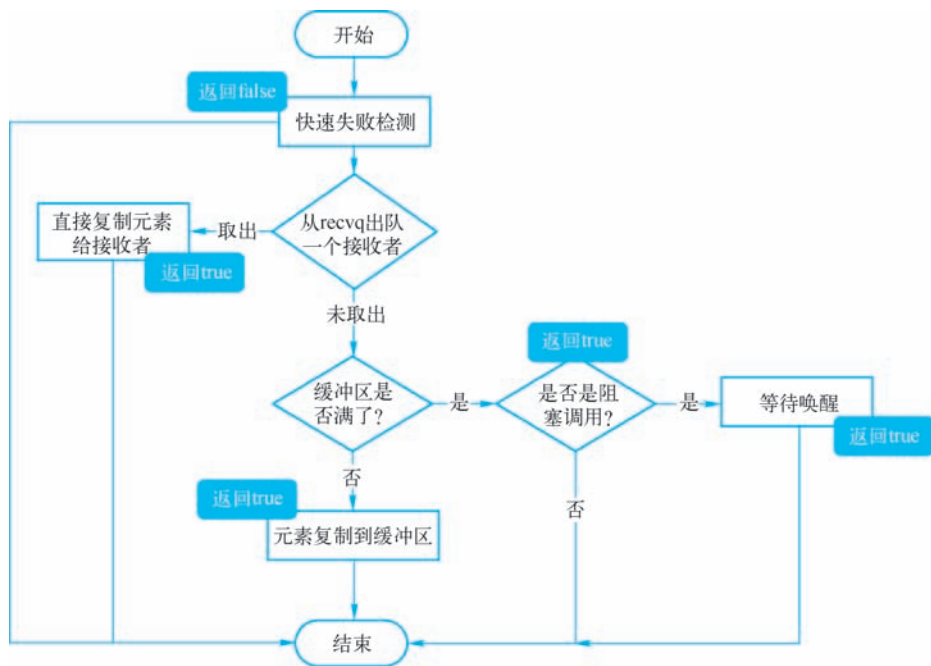 开始
返回false
快速失败检测
直接复制元素
给接收者
返回true
取出
从recvq出队
一个接收者
未取出
返回true
缓冲区是
否满了？
是
是否是阻
塞调用？
是
等待唤醒
返回true
否
返回true
元素复制到缓冲区
否
结束